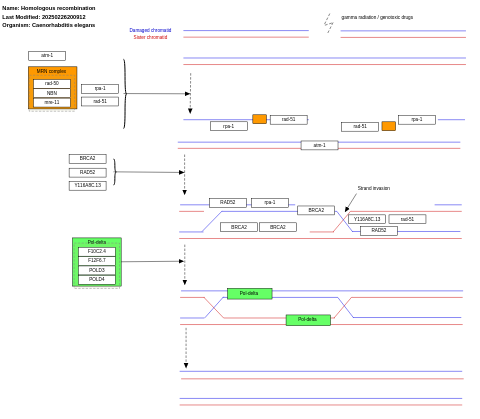 Name: Homologous recombination
Last Modified: 20250226200912
Organism: Caenorhabditis elegans
gamma radiation / genotoxic drugs
Damaged chromatid
Sister chromatid
atm-1
MRN complex
rad-50
NBN
mre-11
rpa-1
rad-51
rpa-1
rad-51
rad-51
rpa-1
atm-1
BRCA2
RAD52
Y116A8C.13
Strand invasion
RAD52
rpa-1
BRCA2
Y116A8C.13
rad-51
BRCA2
BRCA2
RAD52
Pol-delta
F10C2.4
F12F6.7
POLD3
POLD4
Pol-delta
Pol-delta